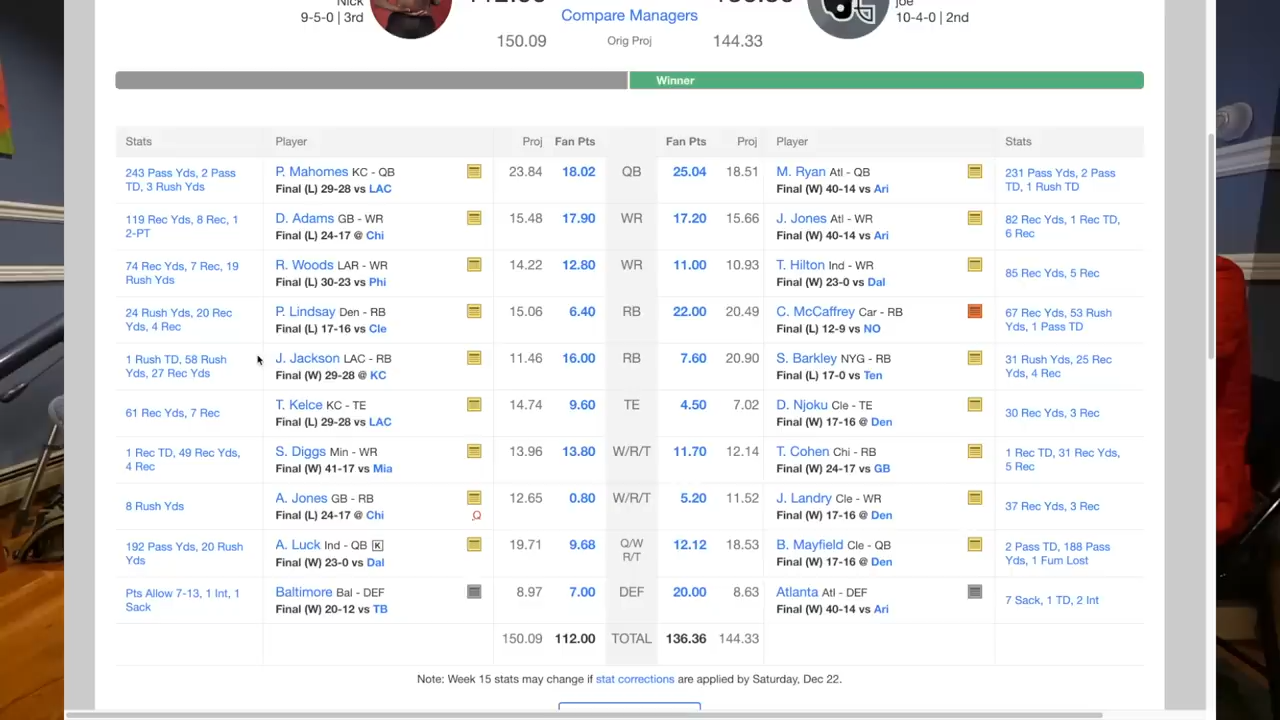 Nick
9-5-0 | 3rd
Compare Managers
joe
10-4-0 | 2nd
150.09 Orig Proj 144.33
Winner
Stats Player Proj Fan Pts Fan Pts Proj Player Stats
243 Pass Yds, 2 Pass TD, 3 Rush Yds P. Mahomes KC - QB 23.84 18.02 QB 25.04 18.51 M. Ryan Atl - QB 231 Pass Yds, 2 Pass TD, 1 Rush TD
Final (L) 29-28 vs LAC Final (W) 40-14 vs Ari
119 Rec Yds, 8 Rec, 1 2-PT D. Adams GB - WR 15.48 17.90 WR 17.20 15.66 J. Jones Atl - WR 82 Rec Yds, 1 Rec TD, 6 Rec
Final (L) 24-17 @ Chi Final (W) 40-14 vs Ari
74 Rec Yds, 7 Rec, 19 Rush Yds R. Woods LAR - WR 14.22 12.80 WR 11.00 10.93 T. Hilton Ind - WR 85 Rec Yds, 5 Rec
Final (L) 30-23 vs Phi Final (W) 23-0 vs Dal
24 Rush Yds, 20 Rec Yds, 4 Rec P. Lindsay Den - RB 15.06 6.40 RB 22.00 20.49 C. McCaffrey Car - RB 67 Rec Yds, 53 Rush Yds, 1 Pass TD
Final (L) 17-16 vs Cle Final (L) 12-9 vs NO
1 Rush TD, 58 Rush Yds, 27 Rec Yds J. Jackson LAC - RB 11.46 16.00 RB 7.60 20.90 S. Barkley NYG - RB 31 Rush Yds, 25 Rec Yds, 4 Rec
Final (W) 29-28 @ KC Final (L) 17-0 vs Ten
61 Rec Yds, 7 Rec T. Kelce KC - TE 14.74 9.60 TE 4.50 7.02 D. Njoku Cle - TE 30 Rec Yds, 3 Rec
Final (L) 29-28 vs LAC Final (W) 17-16 @ Den
1 Rec TD, 49 Rec Yds, 4 Rec S. Diggs Min - WR 13.96 13.80 W/R/T 11.70 12.14 T. Cohen Chi - RB 1 Rec TD, 31 Rec Yds, 5 Rec
Final (W) 41-17 vs Mia Final (W) 24-17 vs GB
8 Rush Yds A. Jones GB - RB 12.65 0.80 W/R/T 5.20 11.52 J. Landry Cle - WR 37 Rec Yds, 3 Rec
Final (L) 24-17 @ Chi Q Final (W) 17-16 @ Den
192 Pass Yds, 20 Rush Yds A. Luck Ind - QB K 19.71 9.68 Q/W R/T 12.12 18.53 B. Mayfield Cle - QB 2 Pass TD, 188 Pass Yds, 1 Fum Lost
Final (W) 23-0 vs Dal Final (W) 17-16 @ Den
Pts Allow 7-13, 1 Int, 1 Sack Baltimore Bal - DEF 8.97 7.00 DEF 20.00 8.63 Atlanta Atl - DEF 7 Sack, 1 TD, 2 Int
Final (W) 20-12 vs TB Final (W) 40-14 vs Ari
150.09 112.00 TOTAL 136.36 144.33
Note: Week 15 stats may change if stat corrections are applied by Saturday, Dec 22.